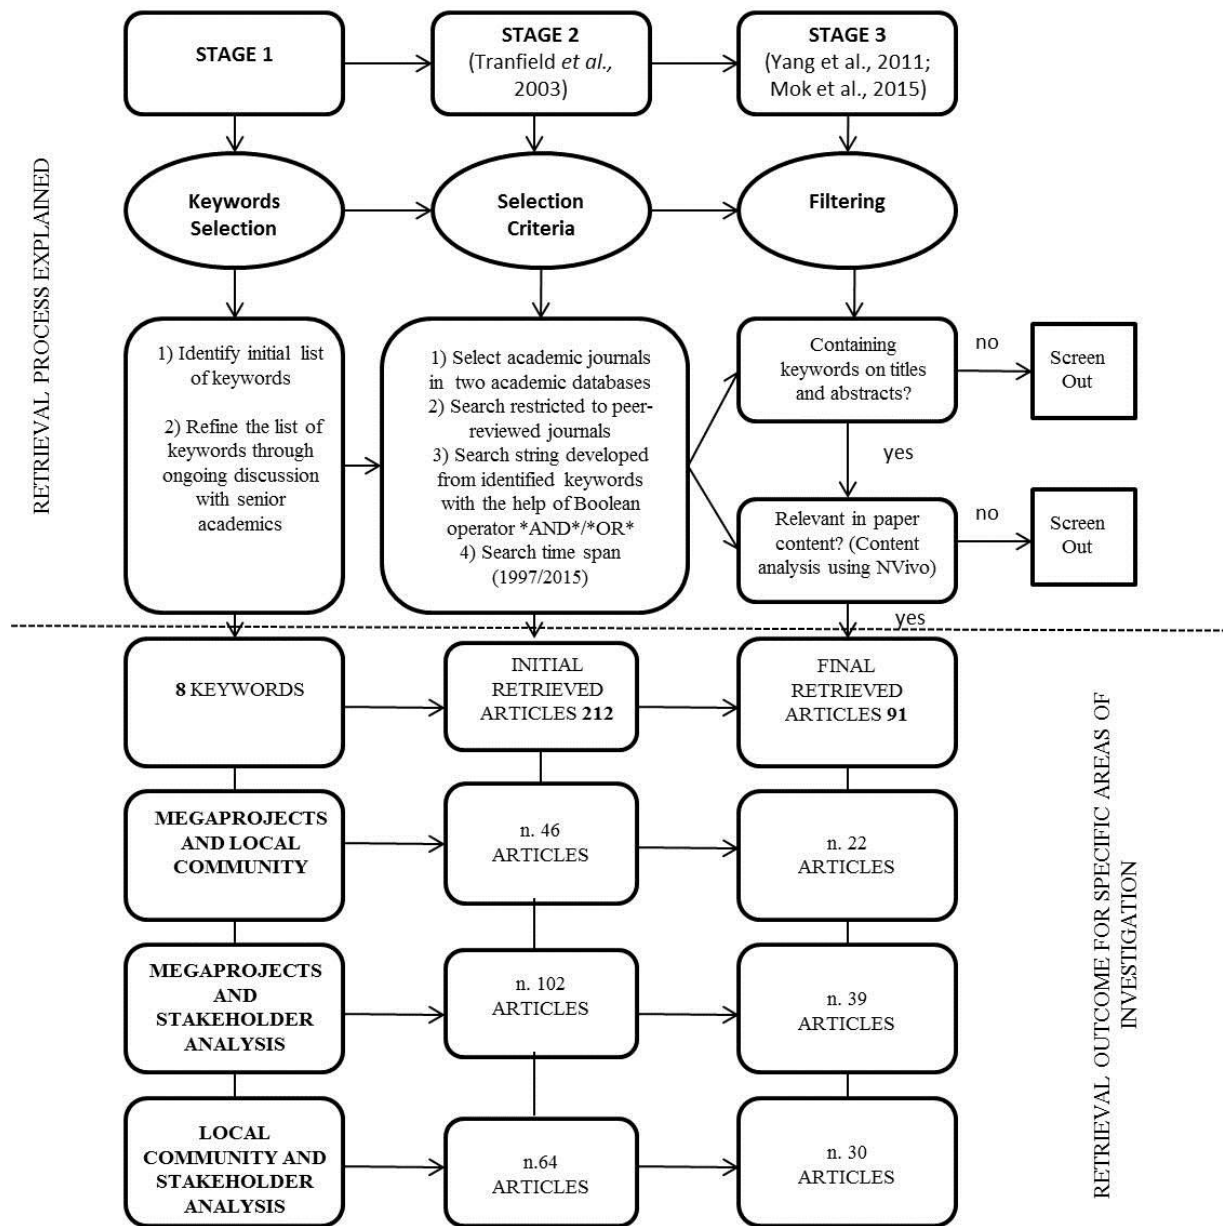 STAGE 1
STAGE 2
(Tranfield et al.,
2003)
STAGE 3
(Yang et al., 2011;
Mok et al., 2015)
RETRIEVAL PROCESS EXPLAINED
Keywords
Selection
Selection
Criteria
Filtering
1) Identify initial list
of keywords
2) Refine the list of
keywords through
ongoing discussion
with senior
academics
1) Select academic journals
in two academic databases
2) Search restricted to peer-
reviewed journals
3) Search string developed
from identified keywords
with the help of Boolean
operator *AND*/*OR*
4) Search time span
(1997/2015)
Containing
keywords on titles
and abstracts?
no
Screen
Out
yes
Relevant in paper
content? (Content
analysis using NVivo)
no
Screen
Out
yes
8 KEYWORDS
INITIAL
RETRIEVED
ARTICLES 212
FINAL
RETRIEVED
ARTICLES 91
MEGAPROJECTS
AND LOCAL
COMMUNITY
n. 46
ARTICLES
n. 22
ARTICLES
MEGAPROJECTS
AND
STAKEHOLDER
ANALYSIS
n. 102
ARTICLES
n. 39
ARTICLES
LOCAL
COMMUNITY AND
STAKEHOLDER
ANALYSIS
n.64
ARTICLES
n. 30
ARTICLES
RETRIEVAL OUTCOME FOR SPECIFIC AREAS OF
INVESTIGATION